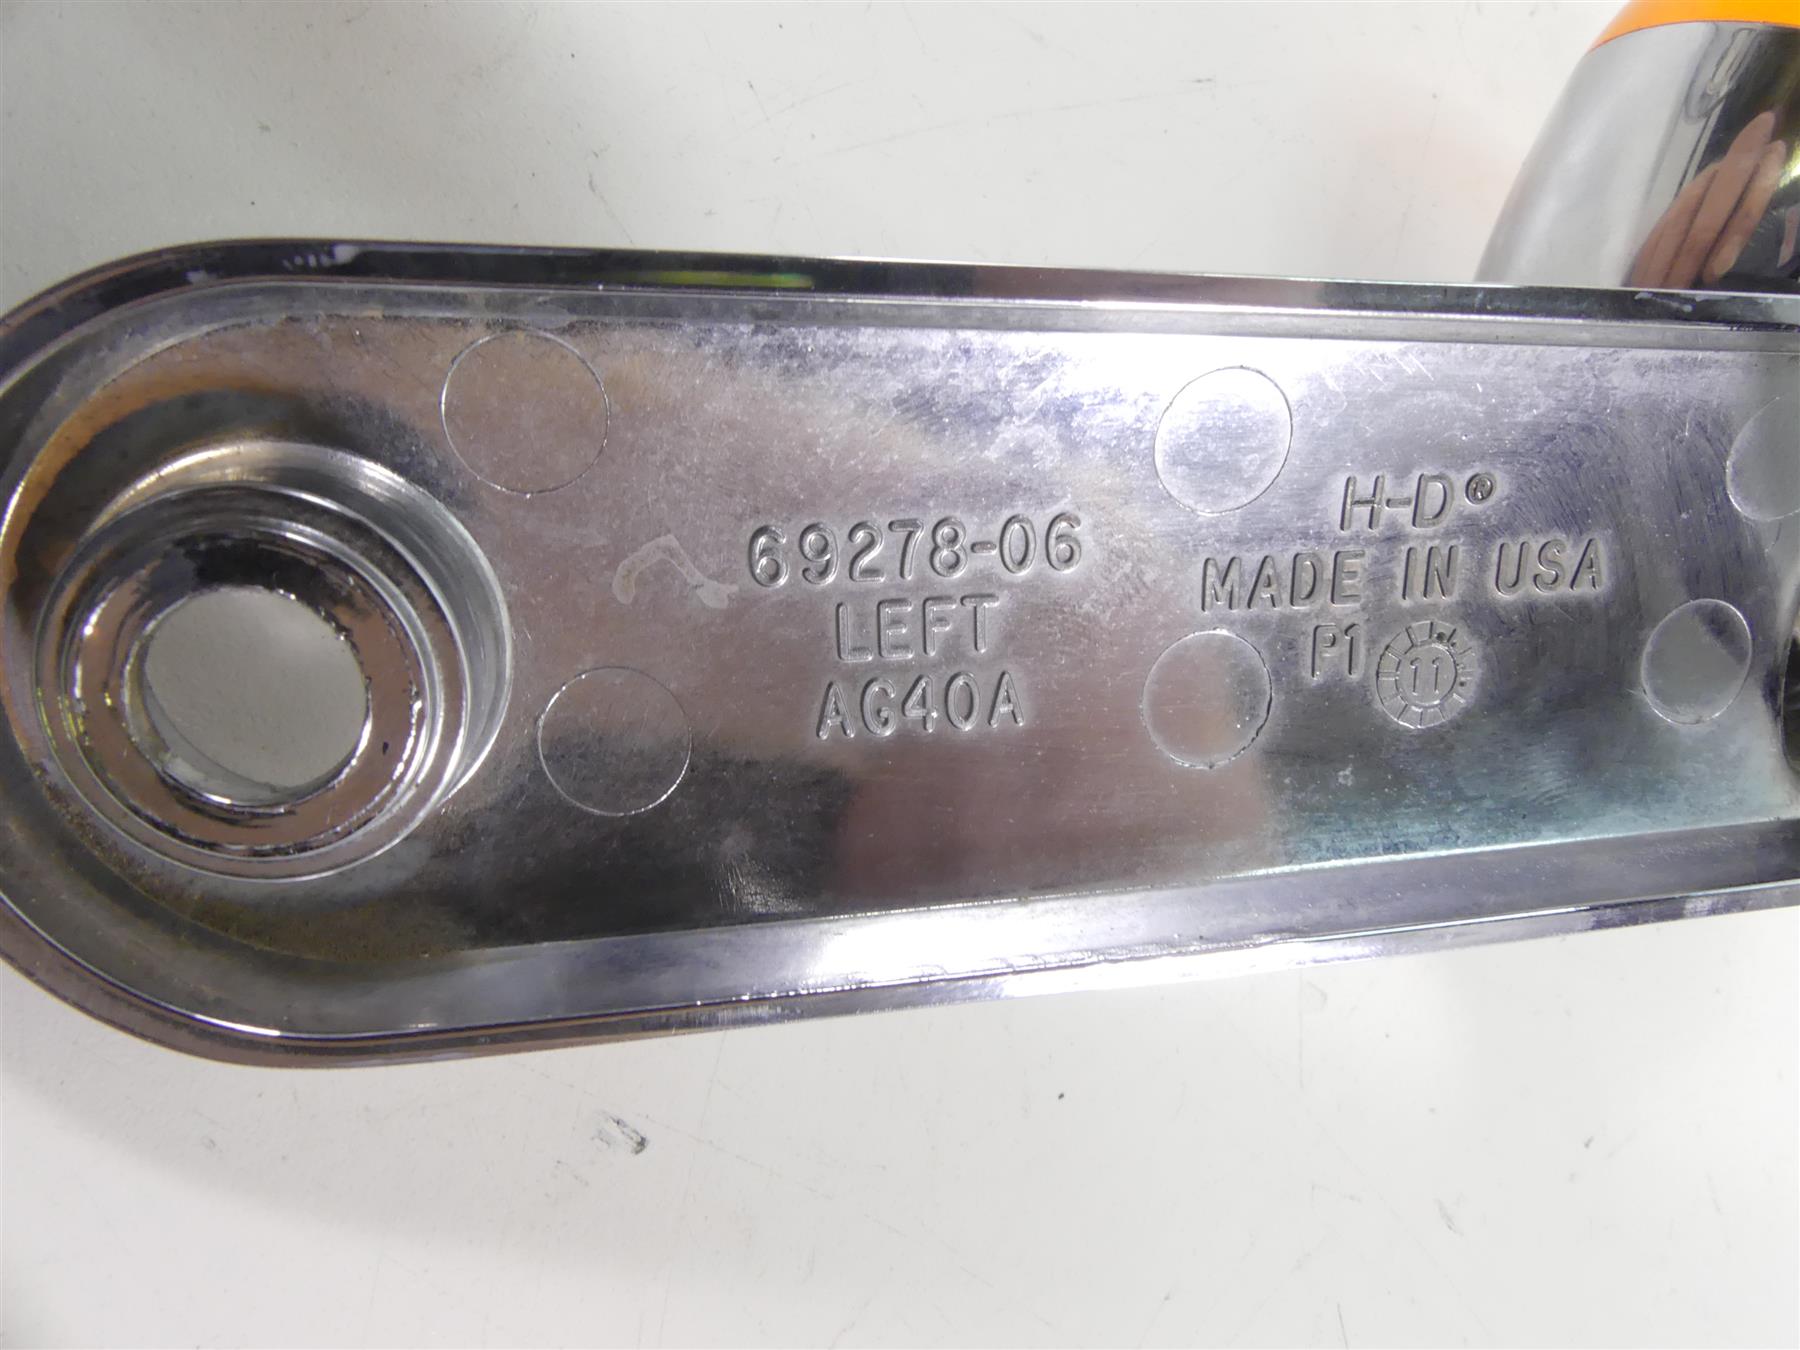 69278-06
LEFT
AG40A
H-D®
MADE IN USA
P1 11